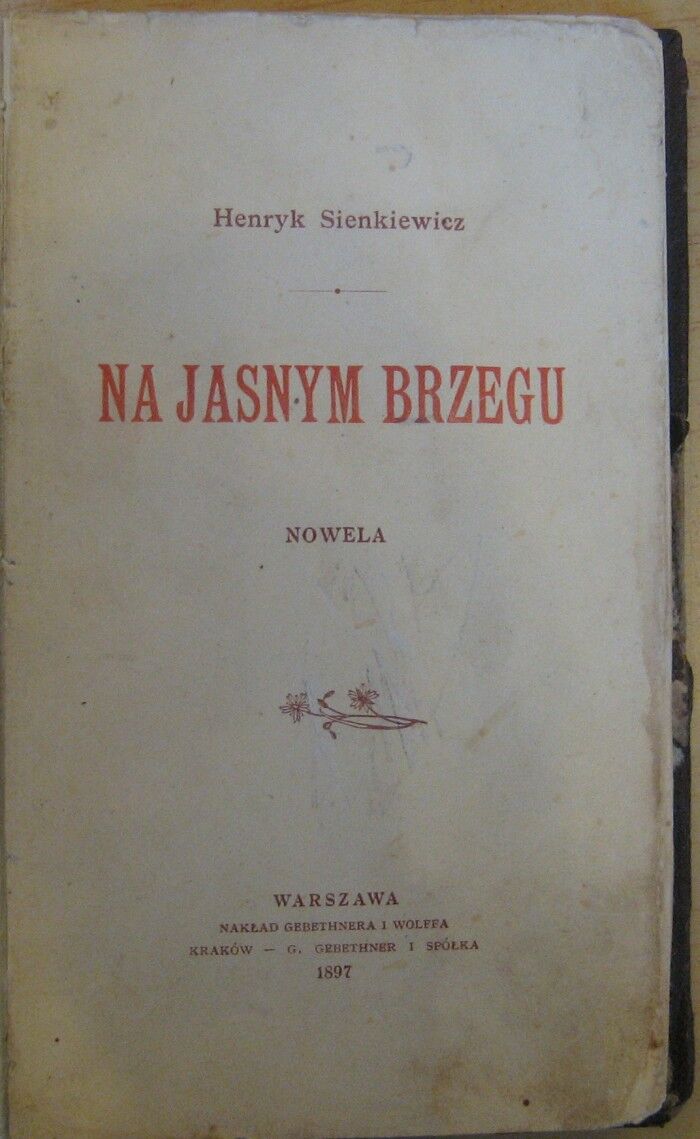 Henryk Sienkiewicz
NA JASNYM BRZEGU
NOWELA
WARSZAWA
NAKŁAD GEBETHNERA I WOLFFA
KRAKÓW — G. GEBETHNER I SPÓŁKA
1897